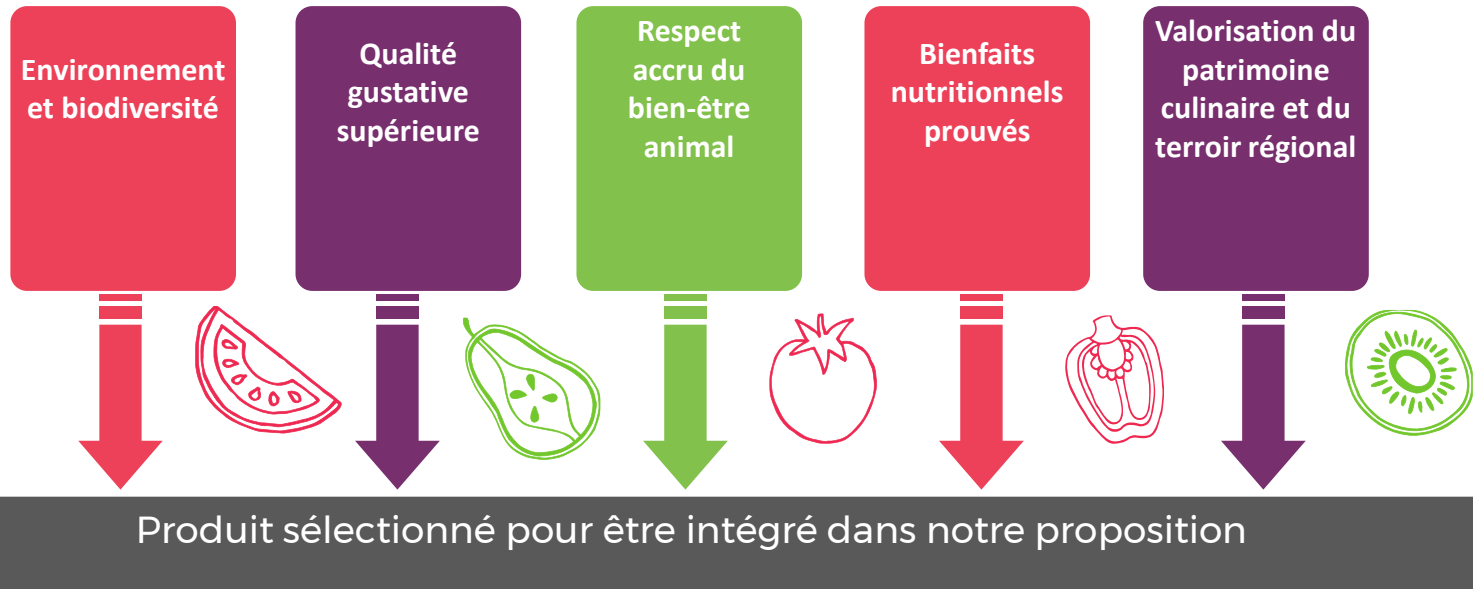 Environnement
et biodiversité
Qualité
gustative
supérieure
Respect
accru du
bien-être
animal
Bienfaits
nutritionnels
prouvés
Valorisation du
patrimoine
culinaire et du
terroir régional
Produit sélectionné pour être intégré dans notre proposition